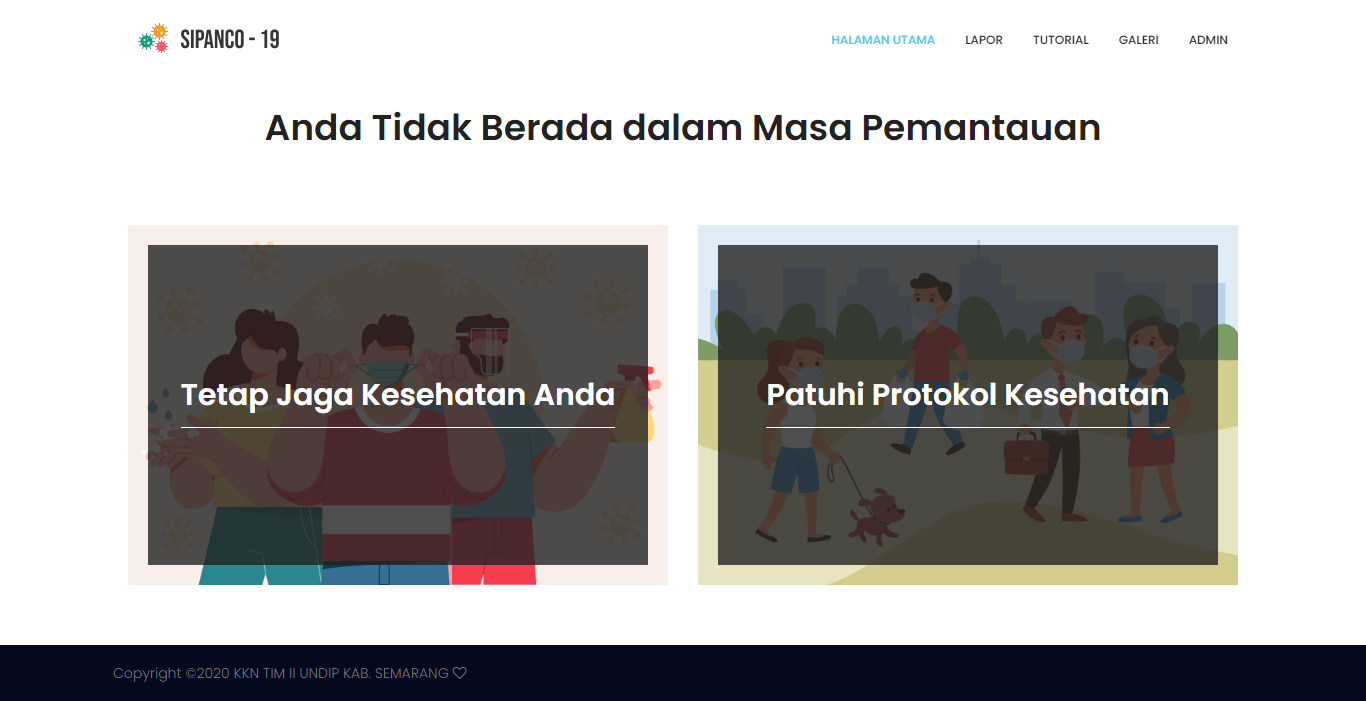 SIPANCO - 19
HALAMAN UTAMA
LAPOR
TUTORIAL
GALERI
ADMIN
Anda Tidak Berada dalam Masa Pemantauan
Tetap Jaga Kesehatan Anda
Patuhi Protokol Kesehatan
Copyright ©2020 KKN TIM II UNDIP KAB. SEMARANG ♡